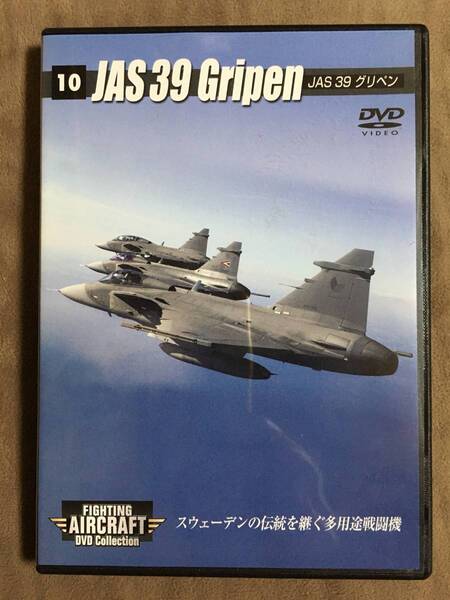 10 JAS 39 Gripen JAS 39 グリペン
DVD
VIDEO
FIGHTING
AIRCRAFT
DVD Collection
スウェーデンの伝統を継ぐ多用途戦闘機